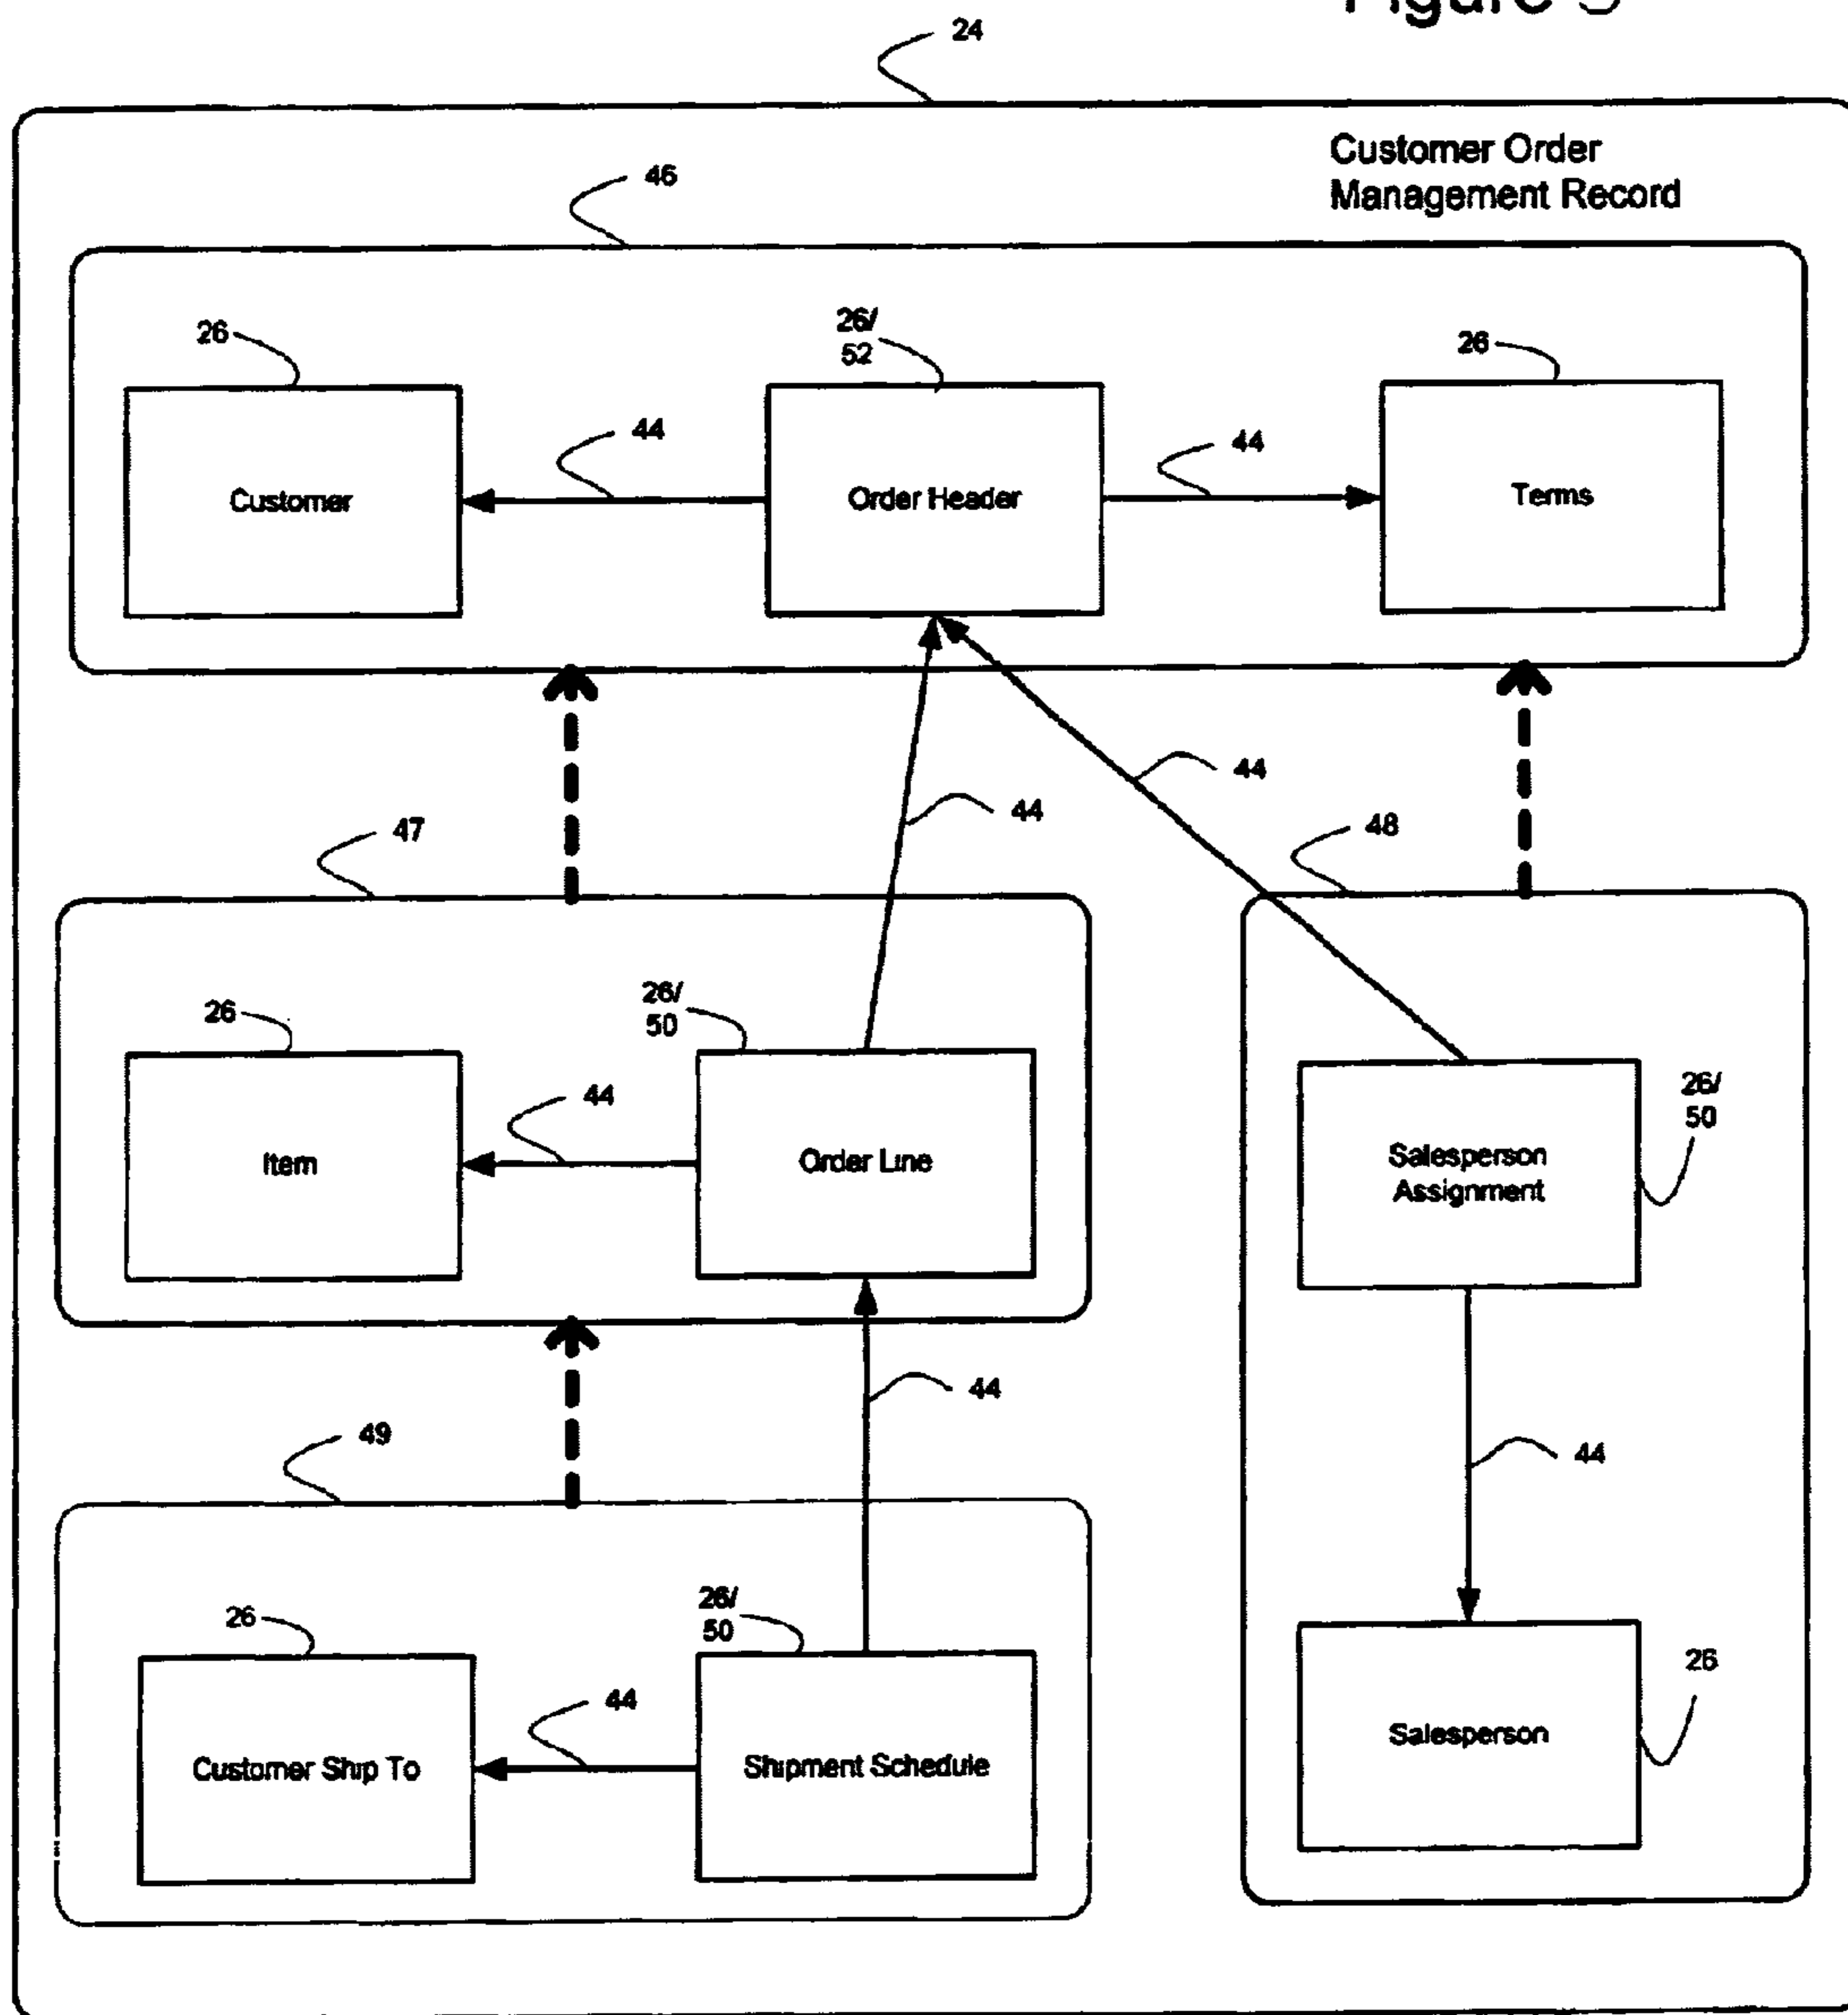 Figure
24
Customer Order
Management Record
46
26
26/
52
26
44
44
Customer
Order Header
Terms
44
44
47
48
26
26/
50
44
26/
50
Item
Order Line
Salesperson
Assignment
44
49
44
26
26/
50
26
44
Customer Ship To
Shipment Schedule
Salesperson